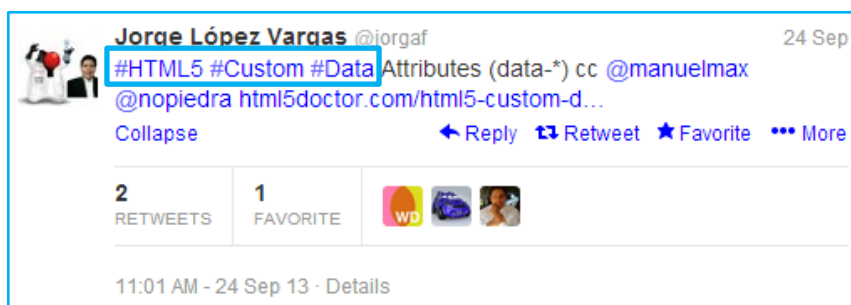 Jorge López Vargas @jorgaf 24 Sep
#HTML5 #Custom #Data Attributes (data-*) cc @manuelmax
@nopiedra html5doctor.com/html5-custom-d...
Collapse Reply Retweet Favorite More
2 1
RETWEETS FAVORITE
WD
11:01 AM - 24 Sep 13 · Details